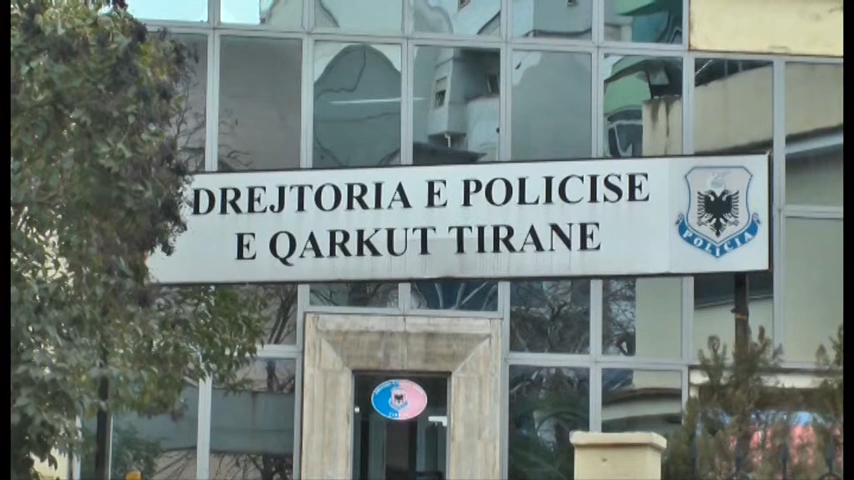 DREJTORIA E POLICISE
E QARKUT TIRANE
POLICIA